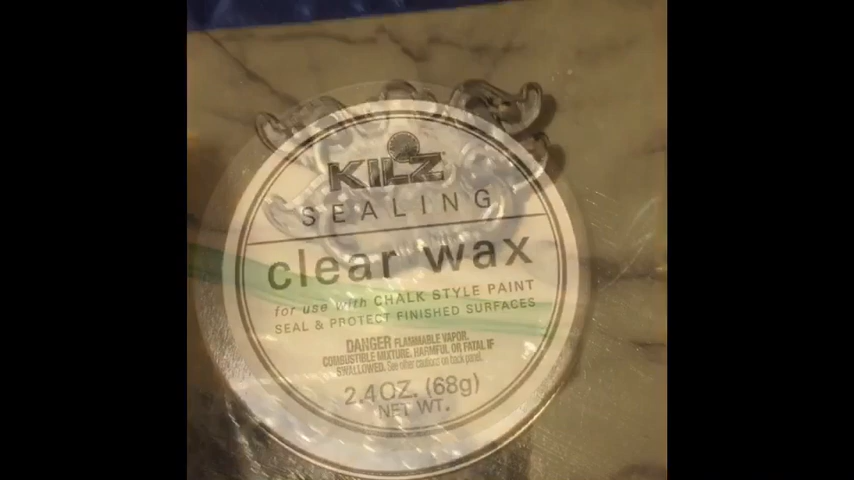 KILZ
SEALING
clear wax
for use with CHALK STYLE PAINT
SEAL & PROTECT FINISHED SURFACES
DANGER FLAMMABLE VAPOR.
COMBUSTIBLE MIXTURE. HARMFUL OR FATAL IF
SWALLOWED. See other cautions on back panel.
2.4 OZ. (68g)
NET WT.